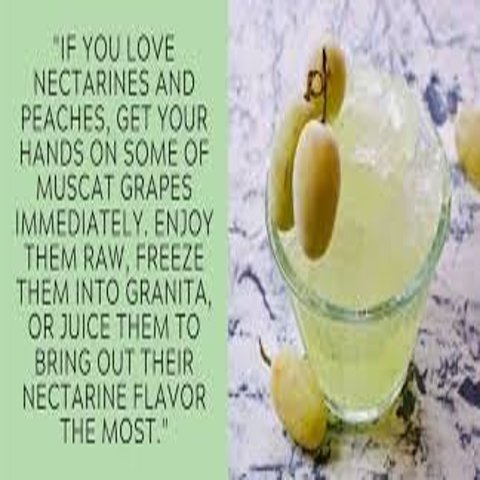 "IF YOU LOVE
NECTARINES AND
PEACHES, GET YOUR
HANDS ON SOME OF
MUSCAT GRAPES
IMMEDIATELY. ENJOY
THEM RAW, FREEZE
THEM INTO GRANITA,
OR JUICE THEM TO
BRING OUT THEIR
NECTARINE FLAVOR
THE MOST."